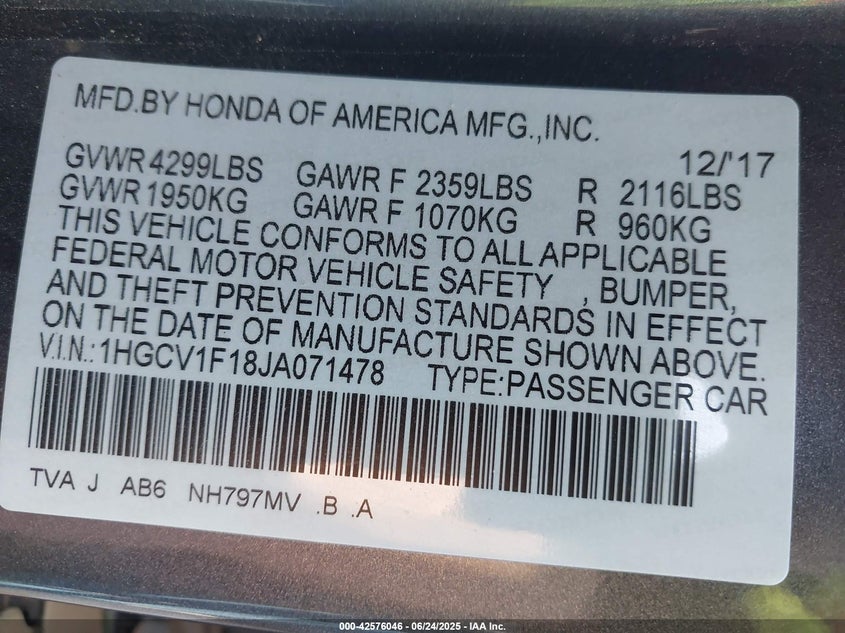 MFD.BY HONDA OF AMERICA MFG.,INC.
12/'17
GVWR 4299LBS GAWR F 2359LBS R 2116LBS
GVWR 1950KG GAWR F 1070KG R 960KG
THIS VEHICLE CONFORMS TO ALL APPLICABLE
FEDERAL MOTOR VEHICLE SAFETY , BUMPER,
AND THEFT PREVENTION STANDARDS IN EFFECT
ON THE DATE OF MANUFACTURE SHOWN ABOVE.
V.I.N.:1HGCV1F18JA071478 TYPE:PASSENGER CAR
TVA J AB6 NH797MV .B .A
000-42576046 - 06/24/2025 - IAA Inc.